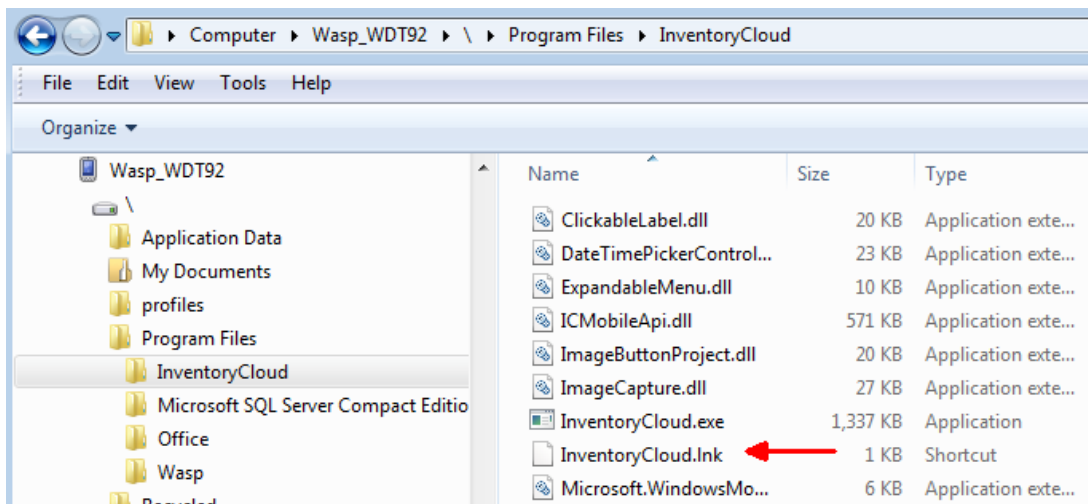 Computer Wasp_WDT92 \ Program Files InventoryCloud
File Edit View Tools Help
Organize
Wasp_WDT92
\
Application Data
My Documents
profiles
Program Files
InventoryCloud
Microsoft SQL Server Compact Editio
Office
Wasp
Name Size Type
ClickableLabel.dll 20 KB Application exte...
DateTimePickerControl... 23 KB Application exte...
ExpandableMenu.dll 10 KB Application exte...
ICMobileApi.dll 571 KB Application exte...
ImageButtonProject.dll 20 KB Application exte...
ImageCapture.dll 27 KB Application exte...
InventoryCloud.exe 1,337 KB Application
InventoryCloud.lnk 1 KB Shortcut
Microsoft.WindowsMo... 6 KB Application exte...